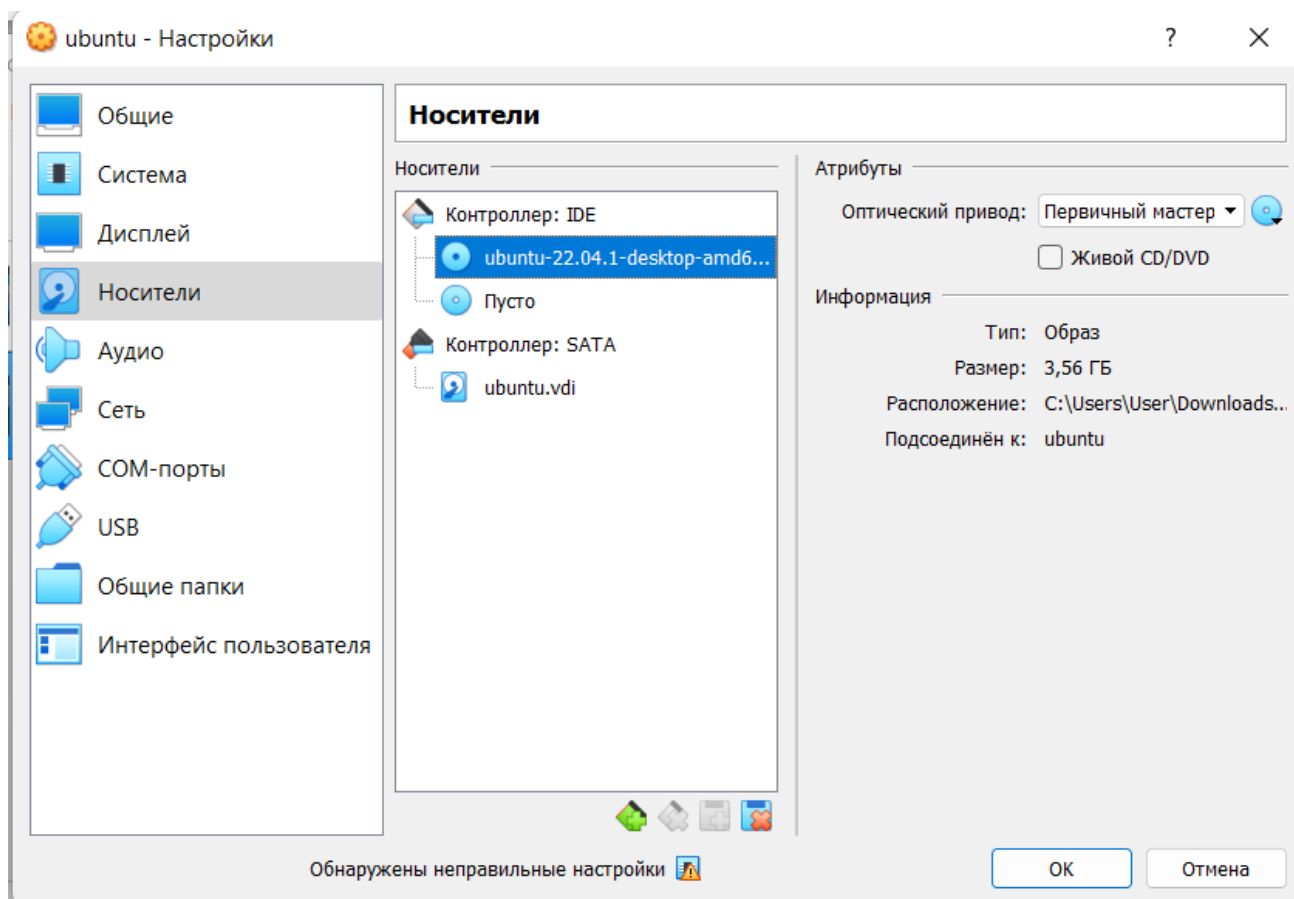 ubuntu - Настройки
?
Общие
Система
Дисплей
Носители
Аудио
Сеть
COM-порты
USB
Общие папки
Интерфейс пользователя
Носители
Носители
Контроллер: IDE
ubuntu-22.04.1-desktop-amd6...
Пусто
Контроллер: SATA
ubuntu.vdi
Атрибуты
Оптический привод: Первичный мастер
Живой CD/DVD
Информация
Тип: Образ
Размер: 3,56 ГБ
Расположение: C:\Users\User\Downloads...
Подсоединён к: ubuntu
Обнаружены неправильные настройки
OK
Отмена